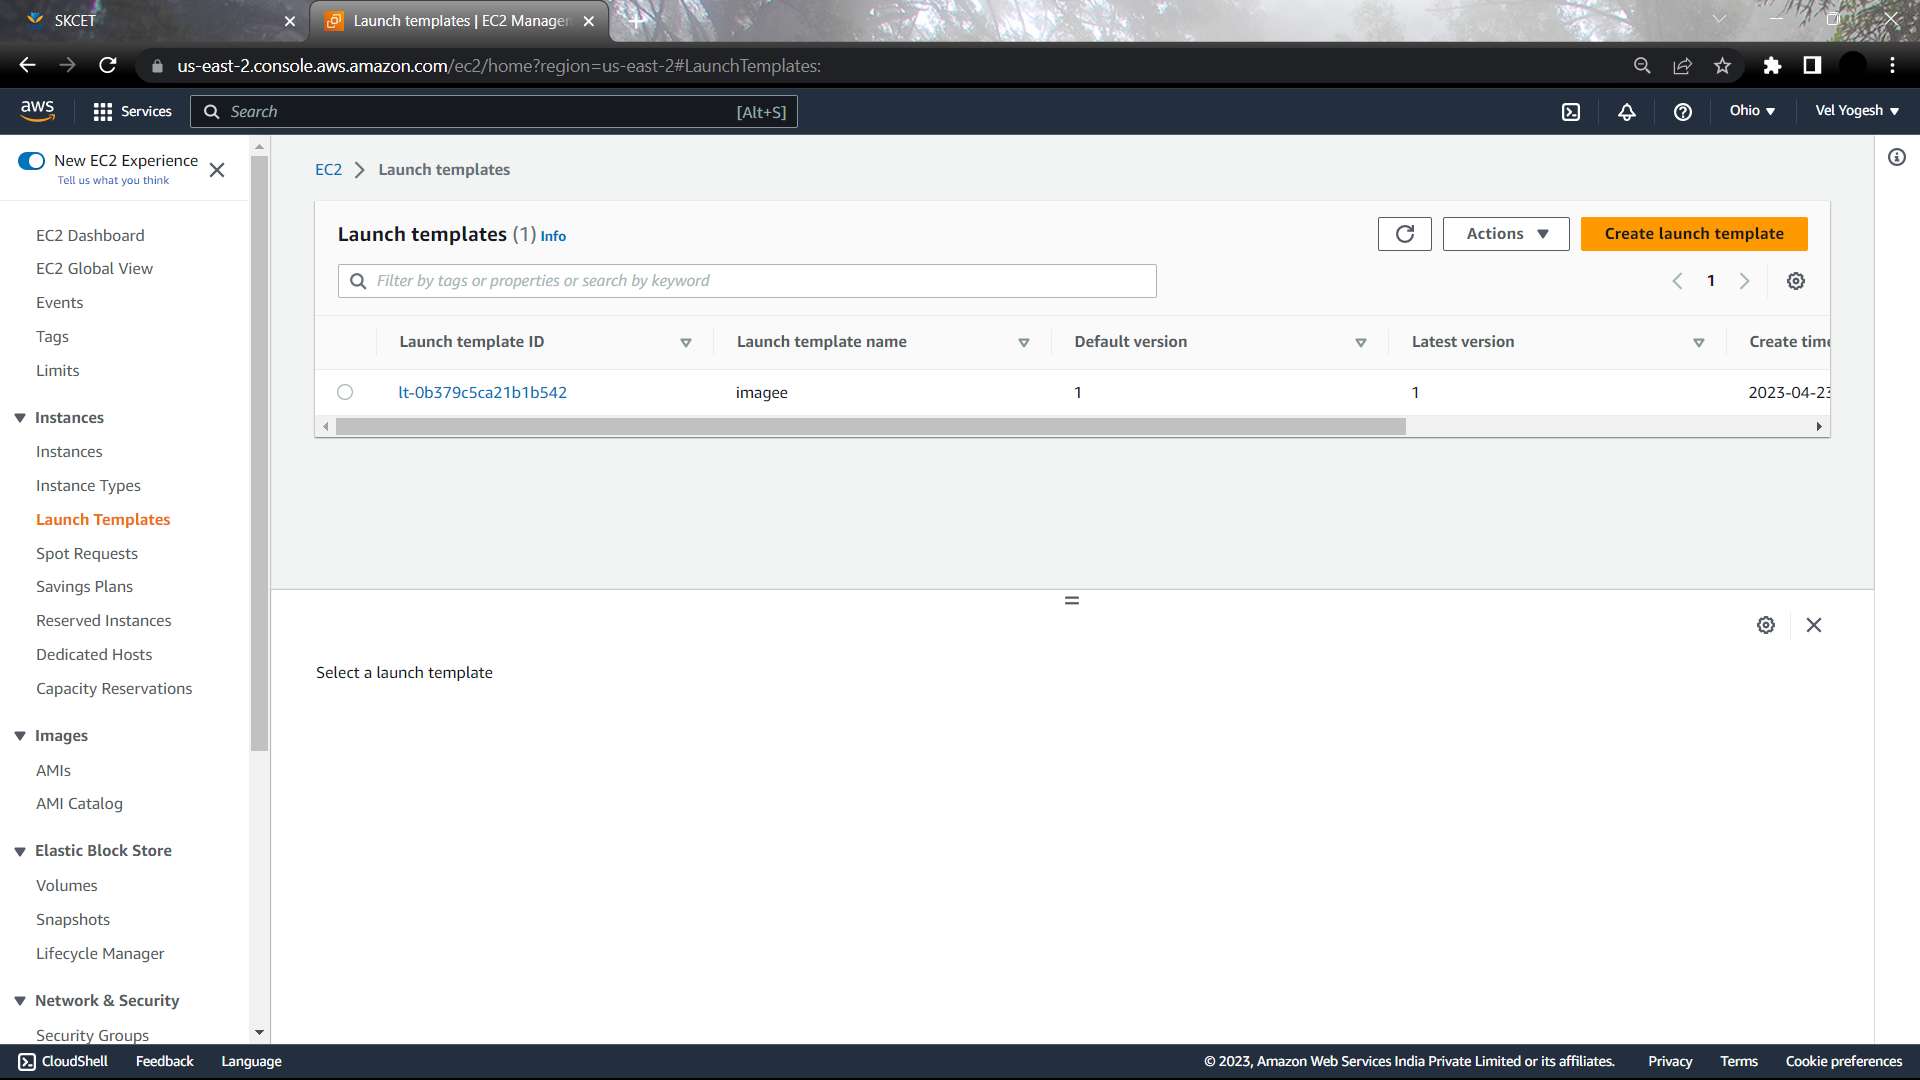 SKCET
Launch templates | EC2 Managem
us-east-2.console.aws.amazon.com/ec2/home?region=us-east-2#LaunchTemplates:
aws
Services
Search
[Alt+S]
Ohio
Vel Yogesh
New EC2 Experience
Tell us what you think
EC2 Dashboard
EC2 Global View
Events
Tags
Limits
Instances
Instances
Instance Types
Launch Templates
Spot Requests
Savings Plans
Reserved Instances
Dedicated Hosts
Capacity Reservations
Images
AMIs
AMI Catalog
Elastic Block Store
Volumes
Snapshots
Lifecycle Manager
Network & Security
Security Groups
EC2 > Launch templates
Launch templates (1) Info
Actions
Create launch template
Filter by tags or properties or search by keyword
1
Launch template ID Launch template name Default version Latest version Create time
lt-0b379c5ca21b1b542 imagee 1 1 2023-04-23
Select a launch template
CloudShell Feedback Language
© 2023, Amazon Web Services India Private Limited or its affiliates. Privacy Terms Cookie preferences